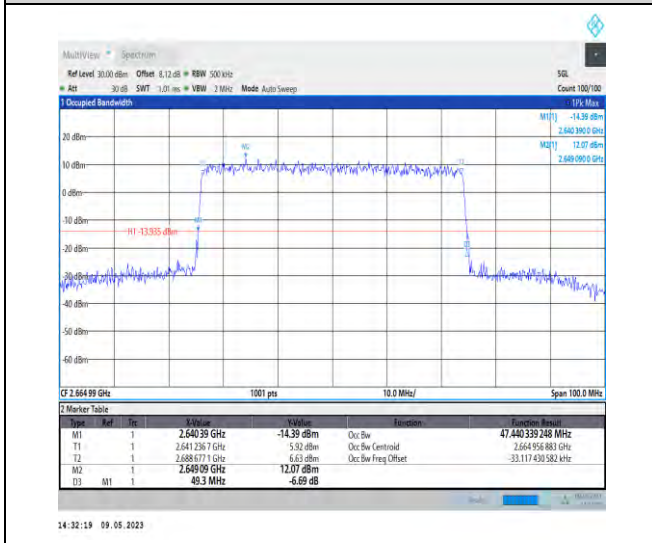 MultiView Spectrum
Ref Level 30.00 dBm Offset 8.12 dB RBW 500 kHz SGL
Att 30 dB SWT 1.01 ms VBW 2 MHz Mode Auto Sweep Count 100/100
1 Occupied Bandwidth 1Pk Max
M1[1] -14.39 dBm
2.640 390 0 GHz
M2[1] 12.07 dBm
2.649 090 0 GHz
20 dBm
M2
10 dBm
0 dBm
-10 dBm
H1 -13.935 dBm
-20 dBm
-30 dBm
-40 dBm
-50 dBm
-60 dBm
CF 2.664 99 GHz 1001 pts 10.0 MHz/ Span 100.0 MHz
2 Marker Table
Type Ref Trc X-Value Y-Value Function Function Result
M1 1 2.640 39 GHz -14.39 dBm Occ Bw 47.440 339 248 MHz
T1 1 2.641 236 7 GHz 5.92 dBm Occ Bw Centroid 2.664 956 883 GHz
T2 1 2.688 677 1 GHz 6.63 dBm Occ Bw Freq Offset -33.117 430 582 kHz
M2 1 2.649 09 GHz 12.07 dBm
D3 M1 1 49.3 MHz -6.69 dB
14:32:19 09.05.2023